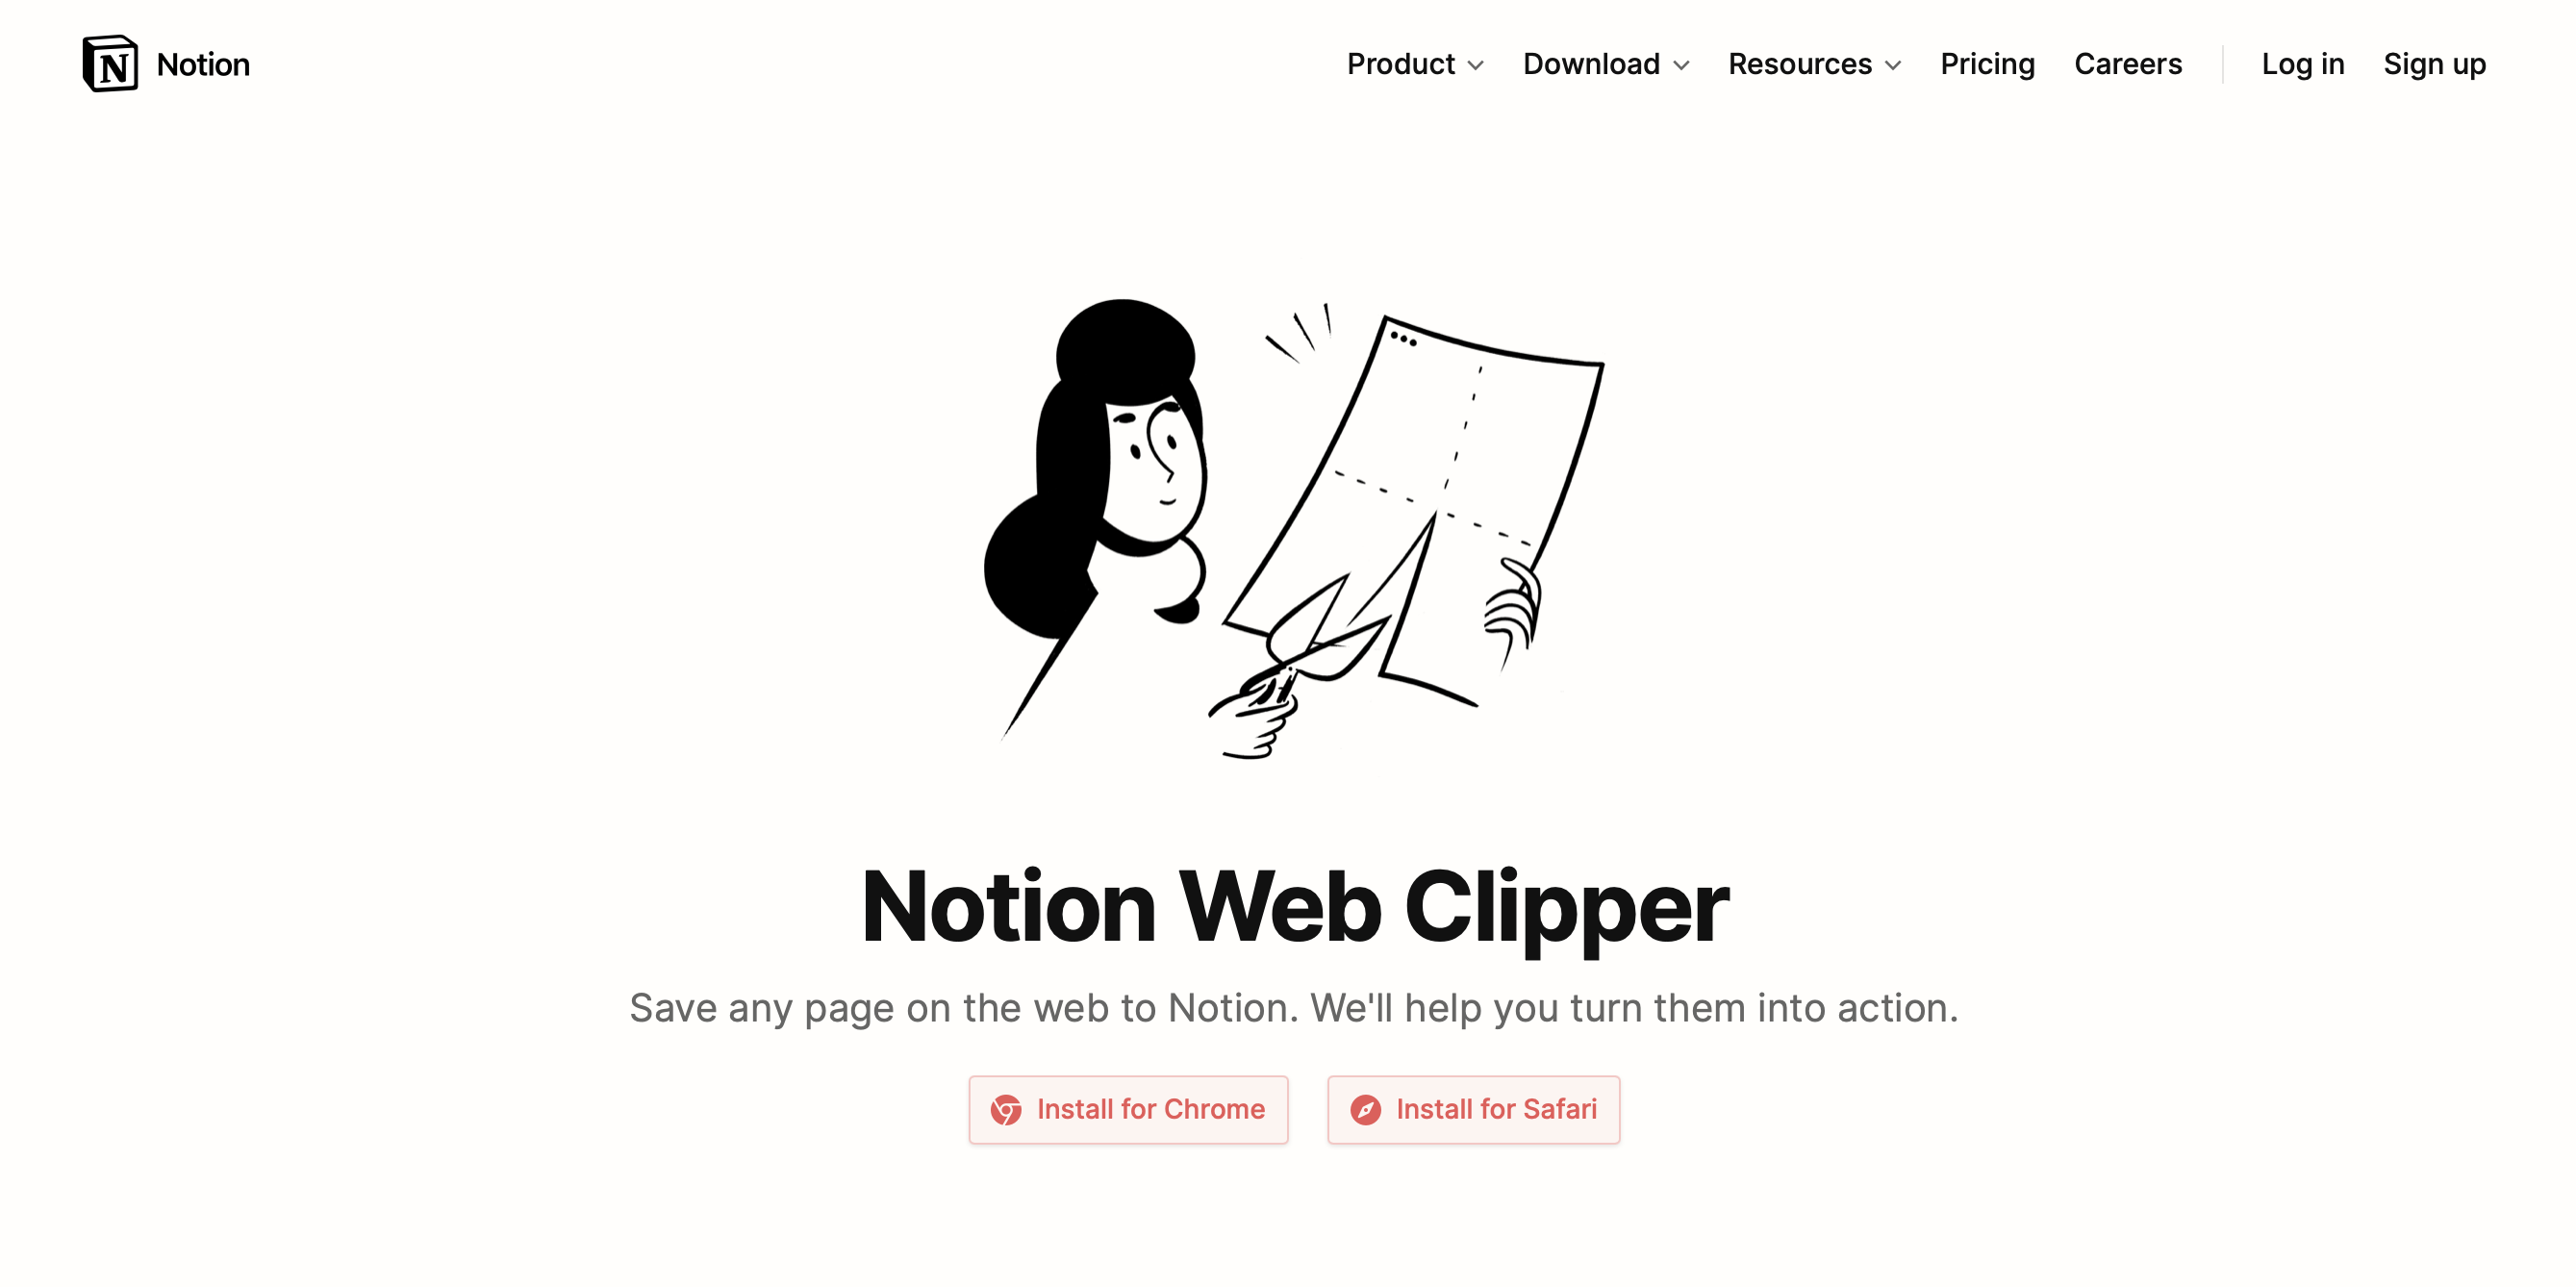 Notion
Product Download Resources Pricing Careers Log in Sign up
Notion Web Clipper
Save any page on the web to Notion. We'll help you turn them into action.
Install for Chrome
Install for Safari